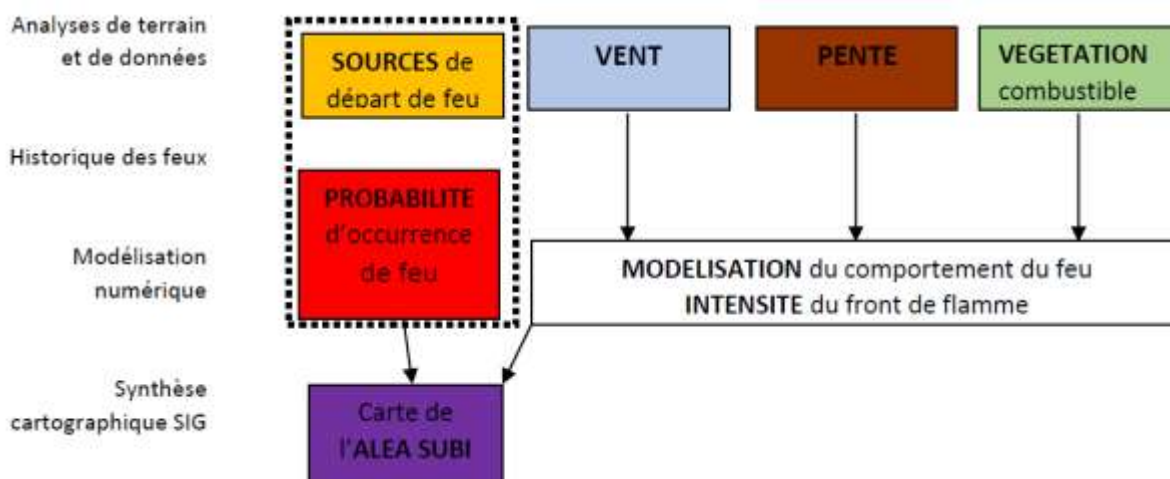 Analyses de terrain
et de données
SOURCES de
départ de feu
VENT
PENTE
VEGETATION
combustible
Historique des feux
PROBABILITE
d'occurrence
de feu
Modélisation
numérique
MODELISATION du comportement du feu
INTENSITE du front de flamme
Synthèse
cartographique SIG
Carte de
l'ALEA SUBI